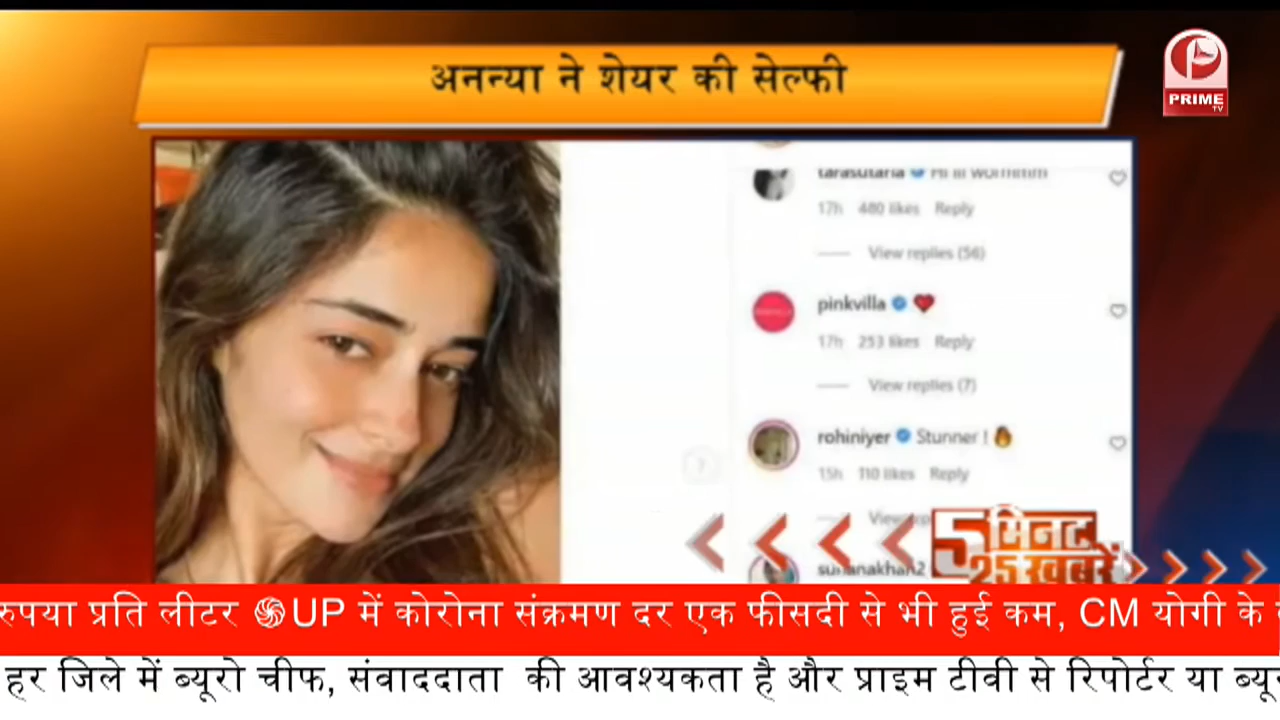 अनन्या ने शेयर की सेल्फी
PRIME
TV
tarasutaria
17h 480 likes Reply
View replies (56)
pinkvilla
17h 253 likes Reply
View replies (7)
rohiniyer Stunner !
15h 110 likes Reply
5 मिनट
25 खबरें
रुपया प्रति लीटर UP में कोरोना संक्रमण दर एक फीसदी से भी हुई कम, CM योगी के
हर जिले में ब्यूरो चीफ, संवाददाता की आवश्यकता है और प्राइम टीवी से रिपोर्टर या